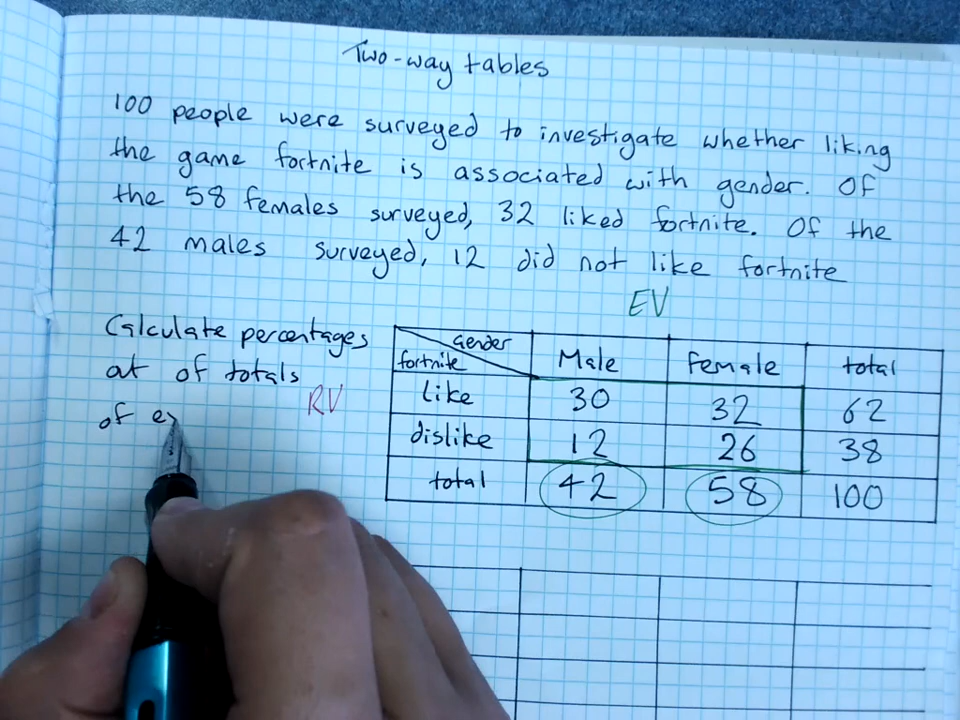 Two-way tables
100 people were surveyed to investigate whether liking
the game fortnite is associated with gender. Of
the 58 females surveyed, 32 liked fortnite. Of the
42 males surveyed, 12 did not like fortnite
EV
Calculate percentages
out of totals
of ex
RV
Gender
fortnite Male Female total
like 30 32 62
dislike 12 26 38
total 42 58 100